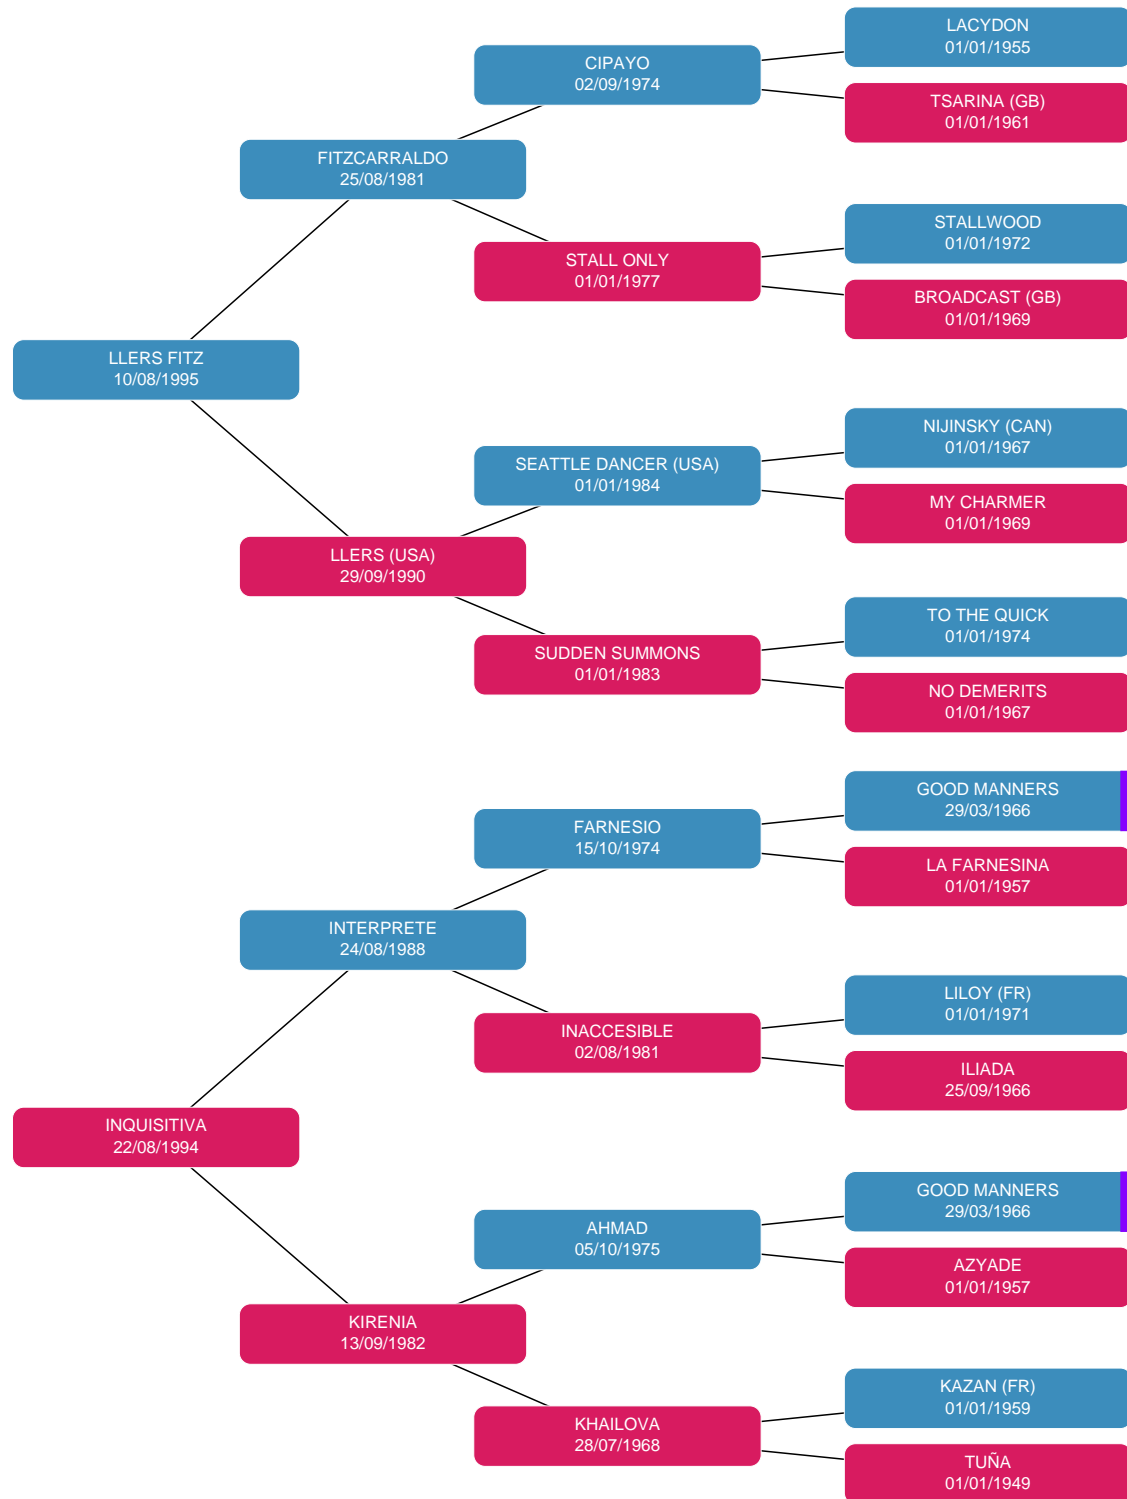 LACYDON
01/01/1955
CIPAYO
02/09/1974
TSARINA (GB)
01/01/1961
FITZCARRALDO
25/08/1981
STALLWOOD
01/01/1972
STALL ONLY
01/01/1977
BROADCAST (GB)
01/01/1969
LLERS FITZ
10/08/1995
NIJINSKY (CAN)
01/01/1967
SEATTLE DANCER (USA)
01/01/1984
MY CHARMER
01/01/1969
LLERS (USA)
29/09/1990
TO THE QUICK
01/01/1974
SUDDEN SUMMONS
01/01/1983
NO DEMERITS
01/01/1967
GOOD MANNERS
29/03/1966
FARNESIO
15/10/1974
LA FARNESINA
01/01/1957
INTERPRETE
24/08/1988
LILOY (FR)
01/01/1971
INACCESIBLE
02/08/1981
ILIADA
25/09/1966
INQUISITIVA
22/08/1994
GOOD MANNERS
29/03/1966
AHMAD
05/10/1975
AZYADE
01/01/1957
KIRENIA
13/09/1982
KAZAN (FR)
01/01/1959
KHAILOVA
28/07/1968
TUÑA
01/01/1949